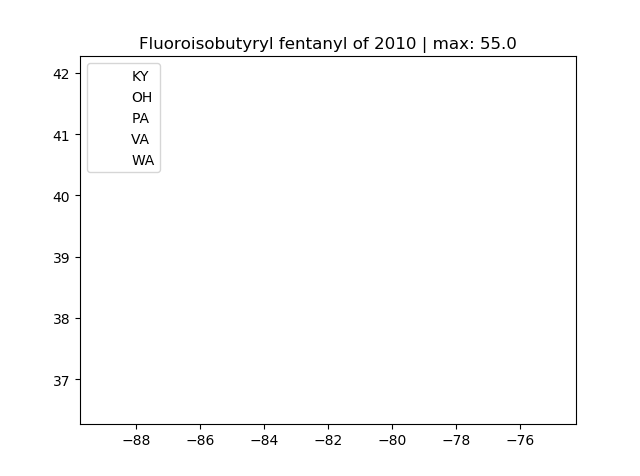 Fluoroisobutyryl fentanyl of 2010 | max: 55.0
KY
OH
PA
VA
WA
42
41
40
39
38
37
−88 −86 −84 −82 −80 −78 −76